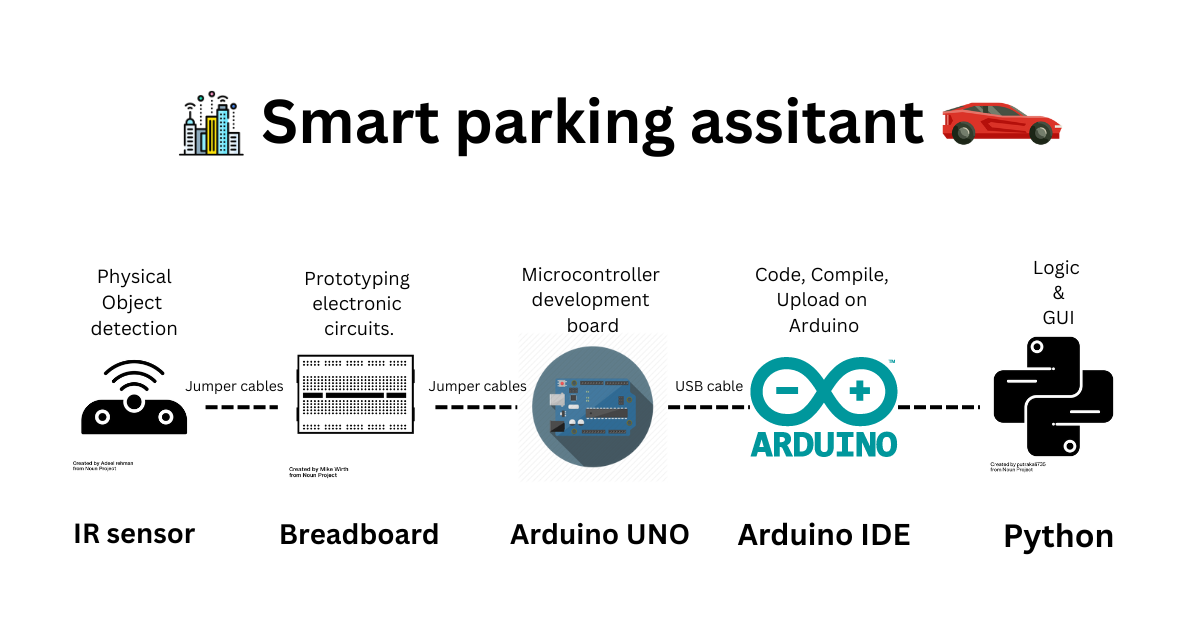 Smart parking assitant
Physical
Object
detection
Prototyping
electronic
circuits.
Microcontroller
development
board
Code, Compile,
Upload on
Arduino
Logic
&
GUI
Jumper cables
Jumper cables
USB cable
™
ARDUINO
Created by Adeel rehman
from Noun Project
Created by Mike Wirth
from Noun Project
Created by putraka8735
from Noun Project
IR sensor
Breadboard
Arduino UNO
Arduino IDE
Python